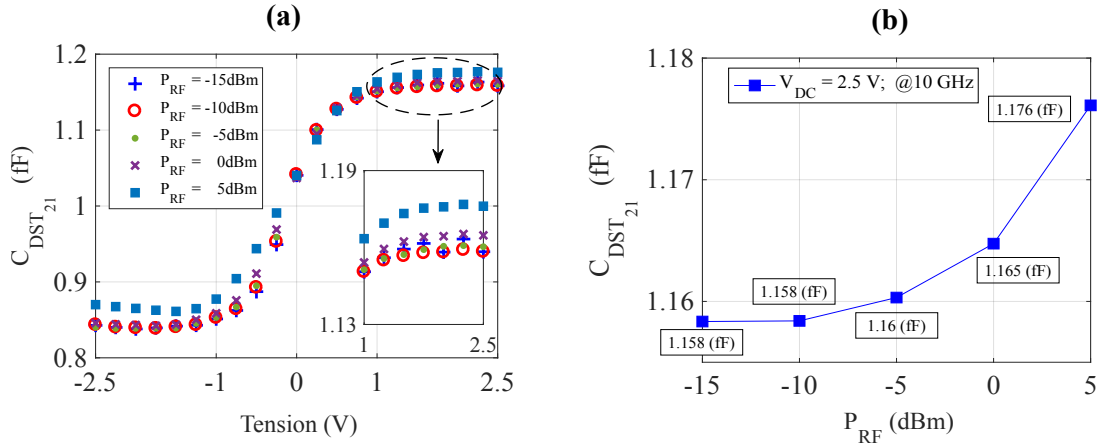 (a)
C_DST_21 (fF)
1.2
1.1
1
0.9
0.8
P_RF = -15dBm
P_RF = -10dBm
P_RF = -5dBm
P_RF = 0dBm
P_RF = 5dBm
1.19
1.13
1
2.5
-2.5
-1
0
1
2.5
Tension (V)
(b)
C_DST_21 (fF)
1.18
1.17
1.16
V_DC = 2.5 V; @10 GHz
1.176 (fF)
1.165 (fF)
1.158 (fF)
1.16 (fF)
1.158 (fF)
-15
-10
-5
0
5
P_RF (dBm)